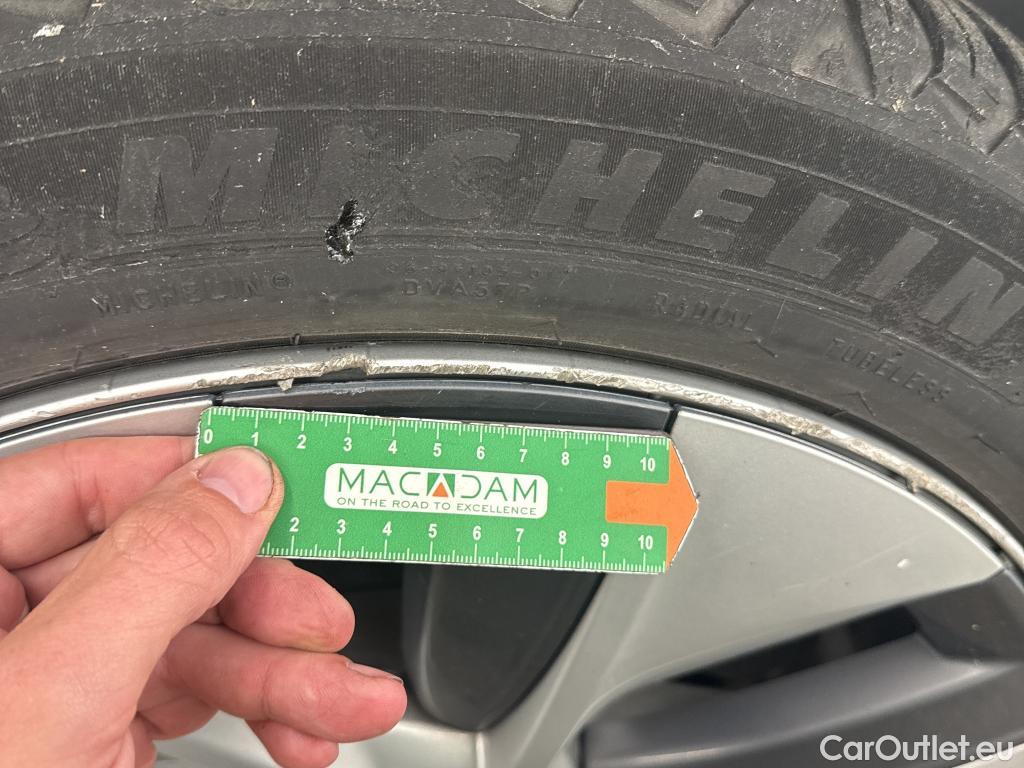 MICHELIN
MICHELIN®
DVAS7P
RADIAL
TUBELESS
0 1 2 3 4 5 6 7 8 9 10
MACADAM
ON THE ROAD TO EXCELLENCE
2 3 4 5 6 7 8 9 10
CarOutlet.eu